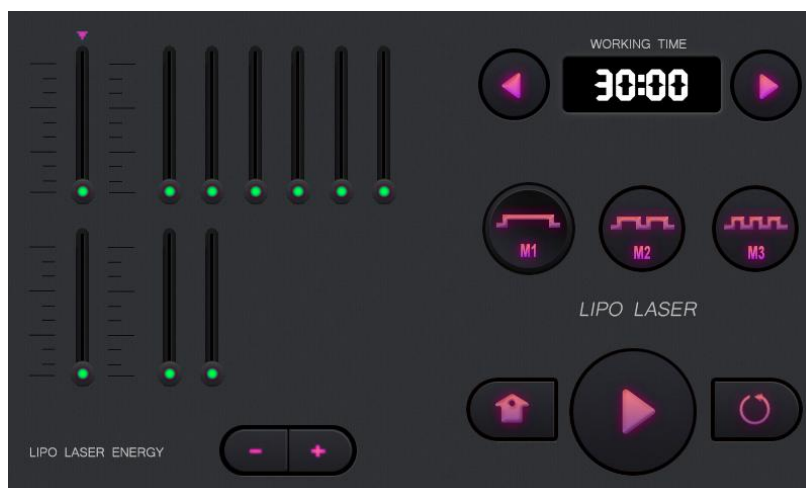 WORKING TIME
30:00
M1
M2
M3
LIPO LASER
LIPO LASER ENERGY
- +